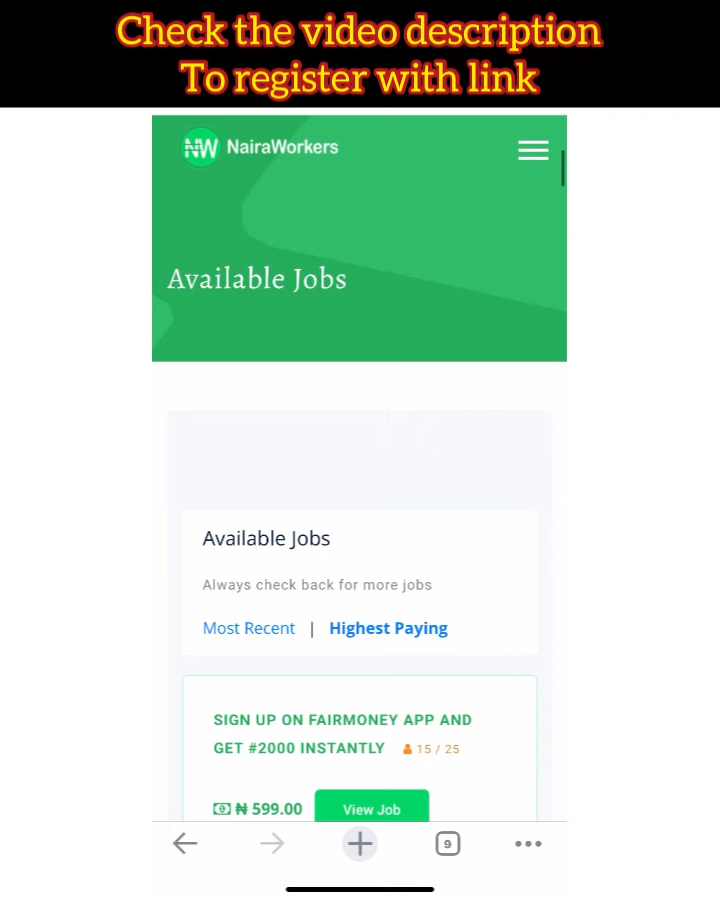 Check the video description
To register with link
NW NairaWorkers
Available Jobs
Available Jobs
Always check back for more jobs
Most Recent | Highest Paying
SIGN UP ON FAIRMONEY APP AND
GET #2000 INSTANTLY 15 / 25
₦ 599.00 View Job
9